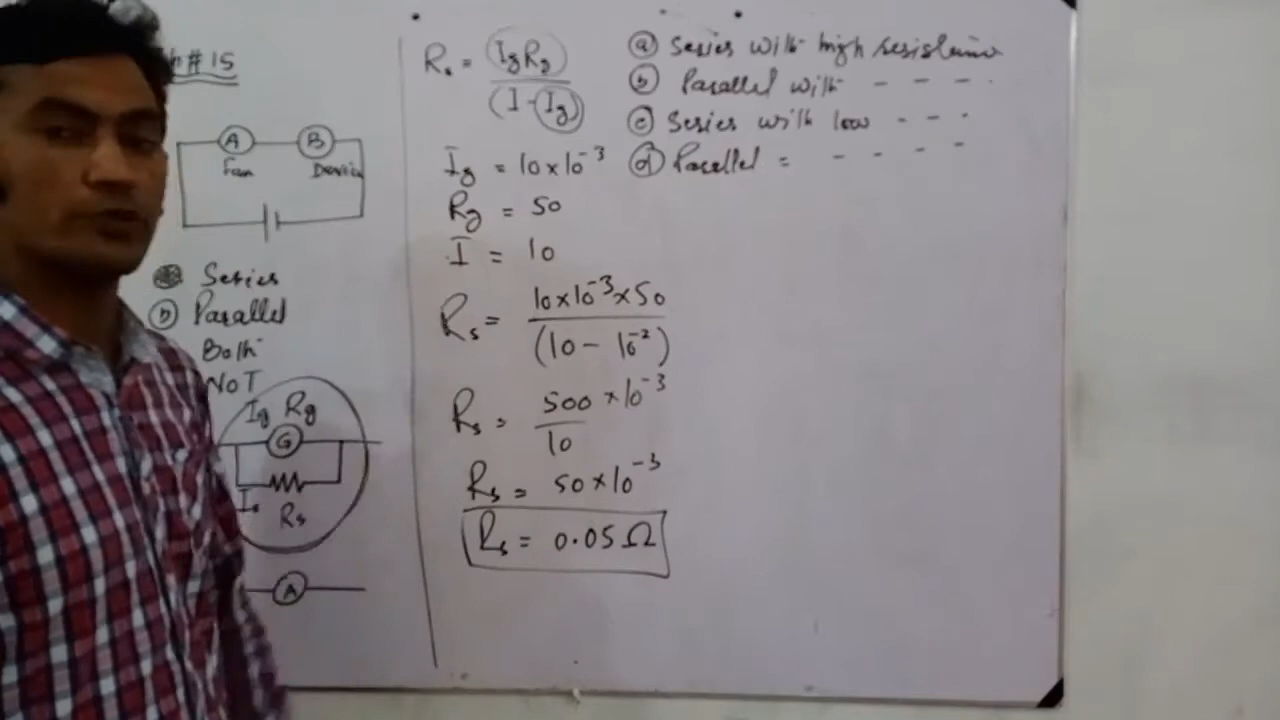 # 15
A B
Fan Device
Series
b Parallel
Both
NOT
Ig Rg
G
Is
Rs
A
Rs = IgRg / (I - Ig)
Ig = 10 × 10⁻³
Rg = 50
I = 10
Rs = 10×10⁻³×50 / (10 - 10⁻²)
Rs = 500 × 10⁻³ / 10
Rs = 50 × 10⁻³
Rs = 0.05 Ω
a Series with high resistance
b Parallel with - - - -
c Series with low - - -
d Parallel = - - - -